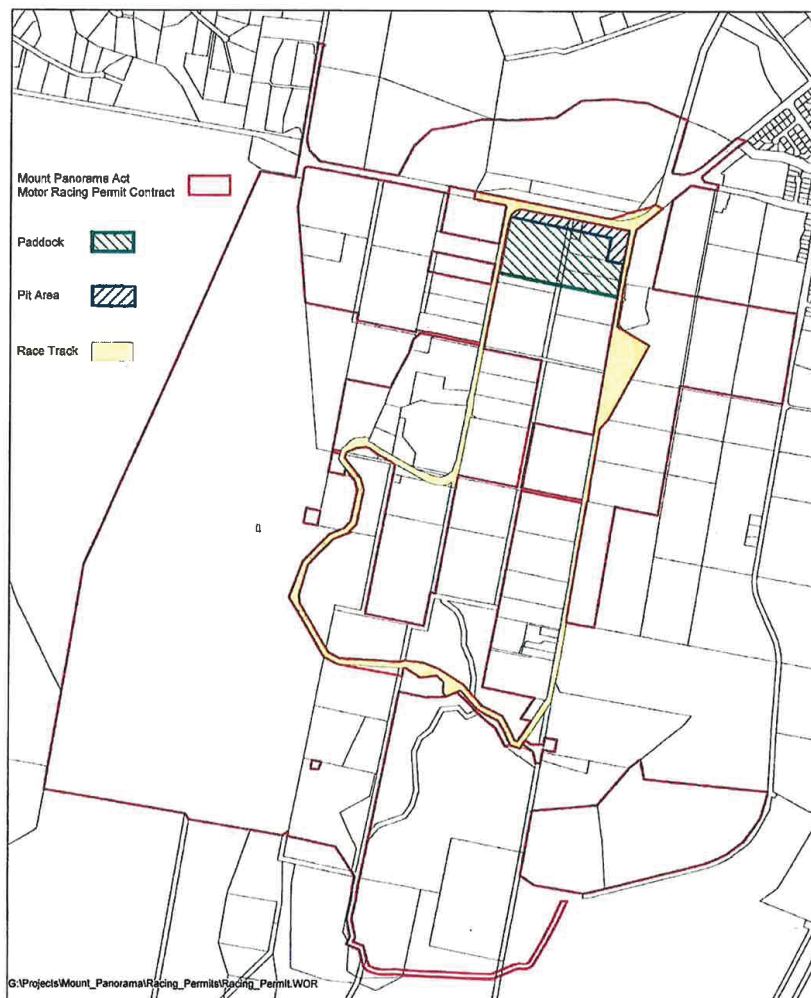 Mount Panorama Act
Motor Racing Permit Contract
Paddock
Pit Area
Race Track
G:\Projects\Mount_Panorama\Racing_Permits\Racing_Permit.WOR